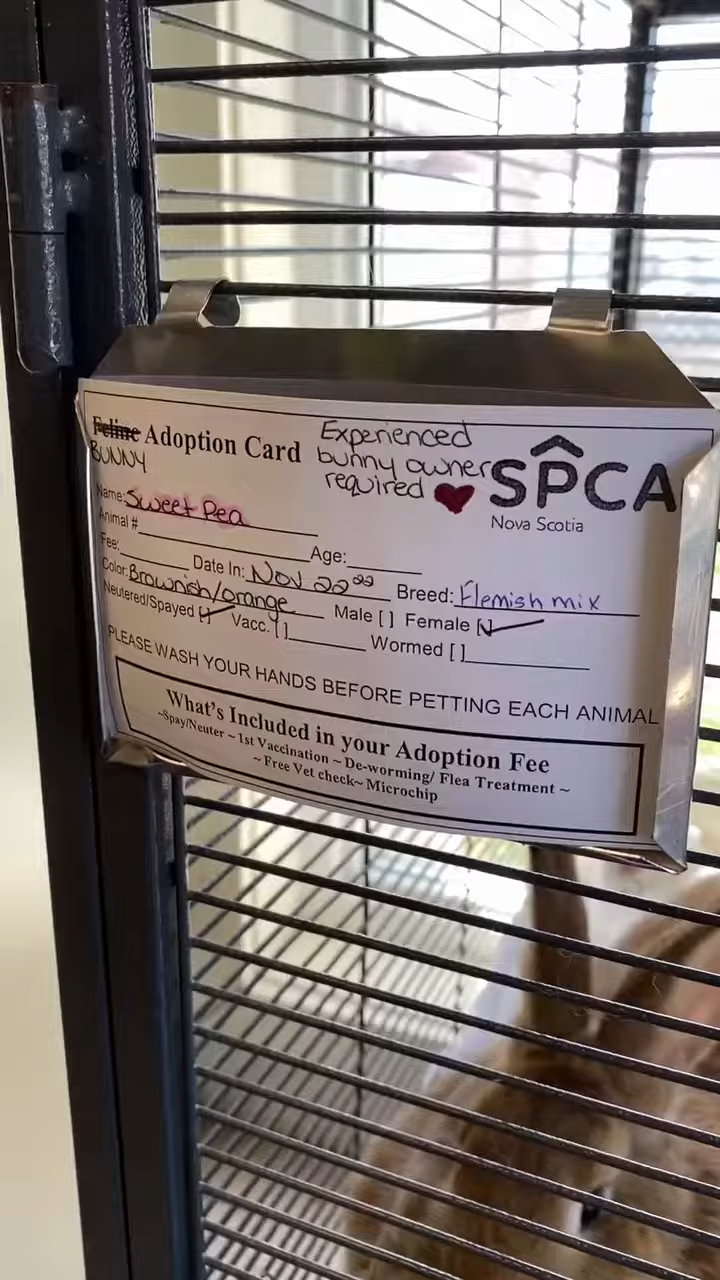 Feline Adoption Card
BUNNY
Experienced
bunny owner
required
SPCA
Nova Scotia
Name: Sweet Pea
Animal #
Fee: Age:
Date In: Nov 22 22 Breed: Flemish mix
Color: Brownish/orange
Neutered/Spayed [✓] Vacc. [ ] Male [ ] Female [✓]
Wormed [ ]
PLEASE WASH YOUR HANDS BEFORE PETTING EACH ANIMAL
What's Included in your Adoption Fee
~Spay/Neuter ~ 1st Vaccination ~ De-worming/ Flea Treatment ~
~ Free Vet check~ Microchip